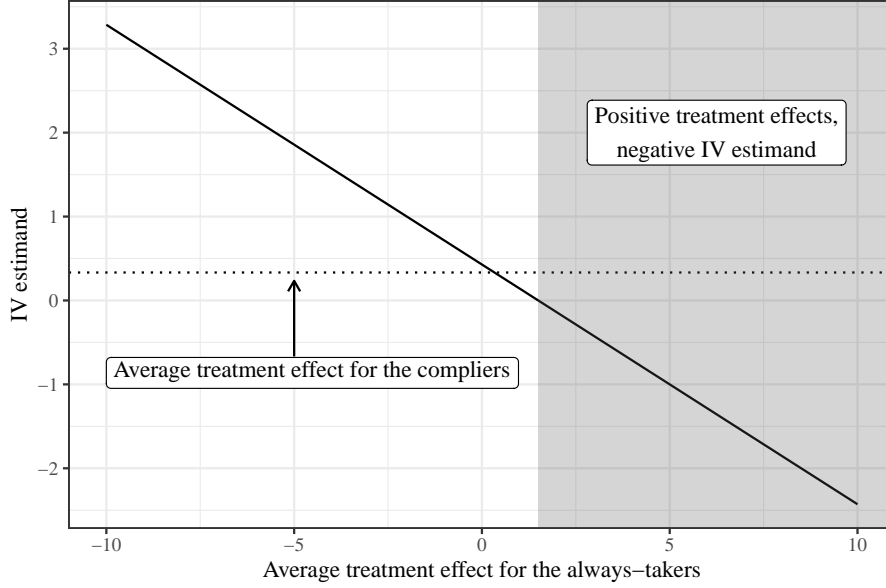 3
2
1
0
−1
−2
IV estimand
Positive treatment effects,
negative IV estimand
Average treatment effect for the compliers
−10
−5
0
5
10
Average treatment effect for the always−takers